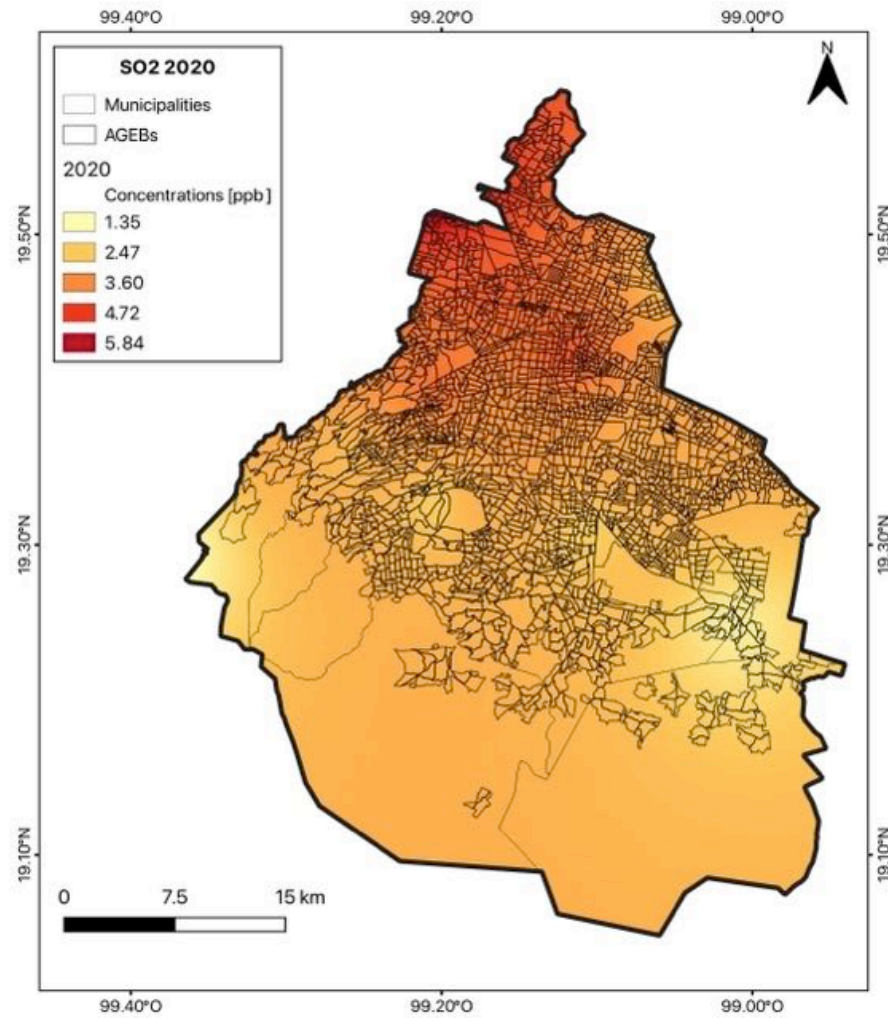 99.40°O 99.20°O 99.00°O
SO2 2020
Municipalities
AGEBs
2020
Concentrations [ppb]
1.35
2.47
3.60
4.72
5.84
N
19.50°N 19.50°N
19.30°N 19.30°N
19.10°N 19.10°N
0 7.5 15 km
99.40°O 99.20°O 99.00°O